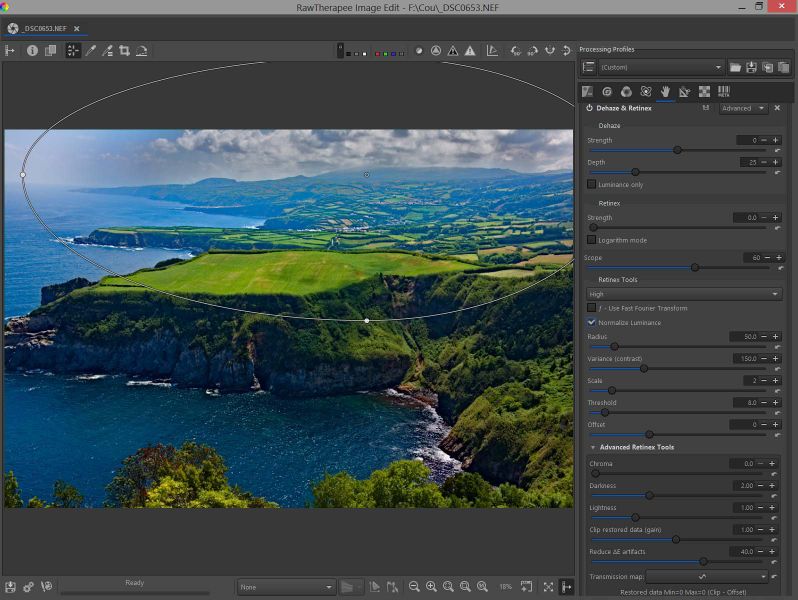 RawTherapee Image Edit - F:\Cou\_DSC0653.NEF
_DSC0653.NEF
Processing Profiles
(Custom)
META
Dehaze & Retinex
1:1
Advanced
Dehaze
Strength 0
Depth 25
Luminance only
Retinex
Strength 0.0
Logarithm mode
Scope 60
Retinex Tools
High
ƒ - Use Fast Fourier Transform
Normalize Luminance
Radius 50.0
Variance (contrast) 150.0
Scale 2
Threshold 8.0
Offset 0
Advanced Retinex Tools
Chroma 0.0
Darkness 2.00
Lightness 1.00
Clip restored data (gain) 1.00
Reduce ΔE artifacts 40.0
Transmission map:
Restored data Min=0 Max=0 (Clip - Offset)
Ready
None
18%